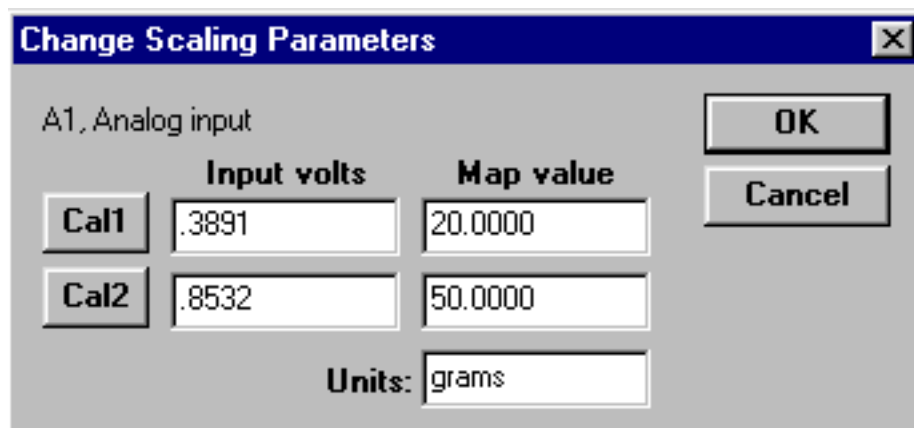 Change Scaling Parameters
A1, Analog input
OK
Input volts Map value
Cancel
Cal1 .3891 20.0000
Cal2 .8532 50.0000
Units: grams